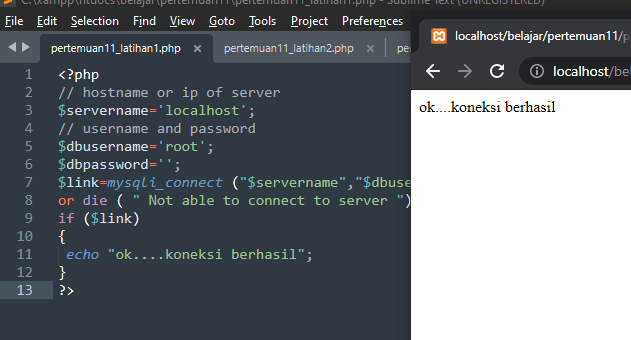 C:\xampp\htdocs\belajar\pertemuan11\pertemuan11_latihan1.php - Sublime Text (UNREGISTERED)
File Edit Selection Find View Goto Tools Project Preferences
pertemuan11_latihan1.php × pertemuan11_latihan2.php ×
1 <?php
2 // hostname or ip of server
3 $servername='localhost';
4 // username and password
5 $dbusername='root';
6 $dbpassword='';
7 $link=mysqli_connect ("$servername","$dbuse
8 or die ( " Not able to connect to server ")
9 if ($link)
10 {
11 echo "ok....koneksi berhasil";
12 }
13 ?>
localhost/belajar/pertemuan11/p
localhost/bel
ok....koneksi berhasil